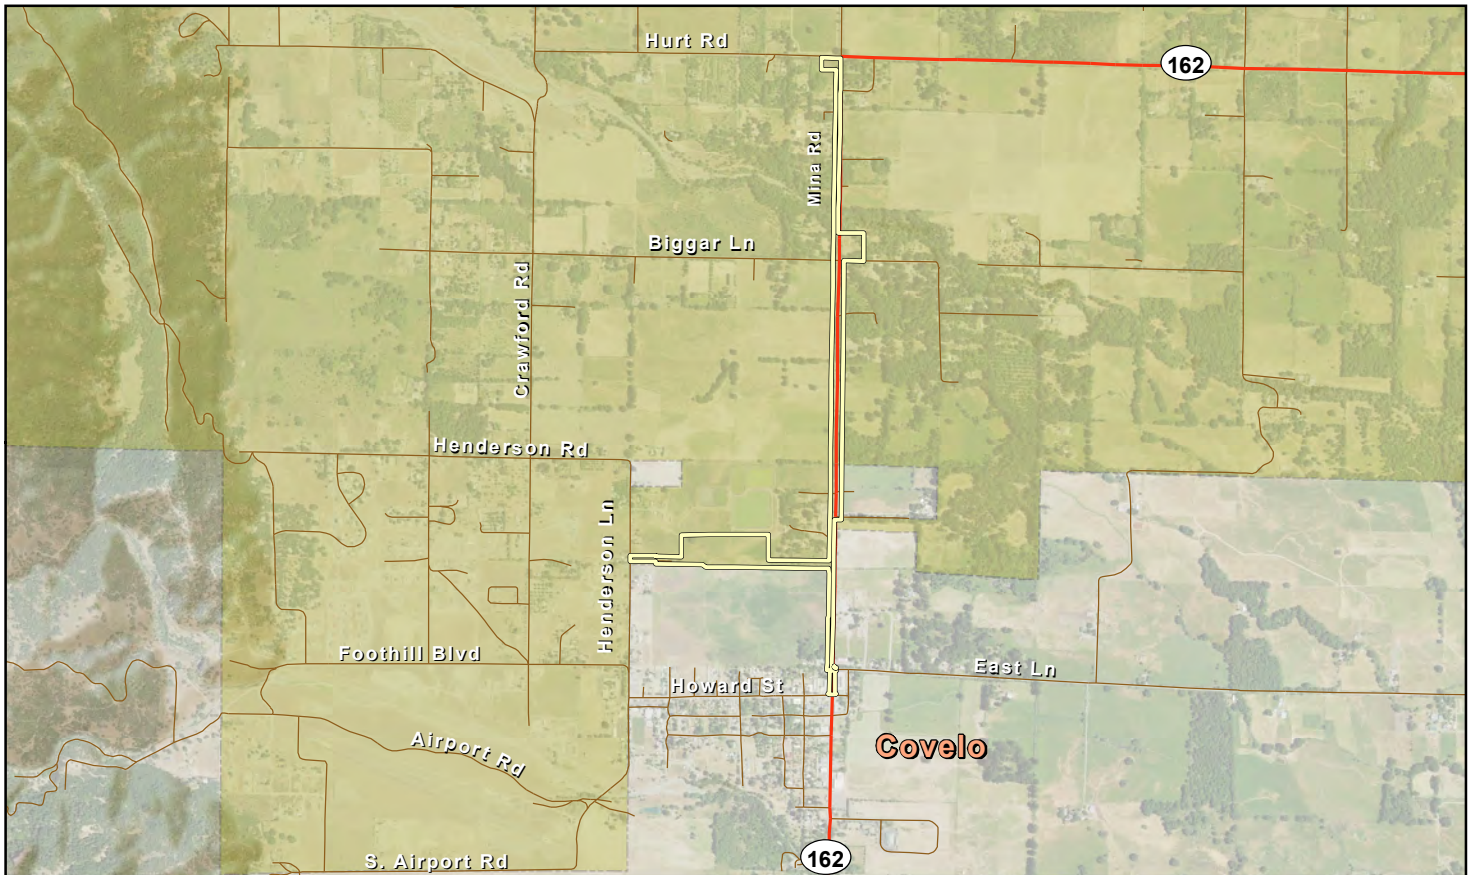 Hurt Rd
162
Mina Rd
Biggar Ln
Crawford Rd
Henderson Rd
Henderson Ln
Foothill Blvd
East Ln
Howard St
Airport Rd
Covelo
S. Airport Rd
162